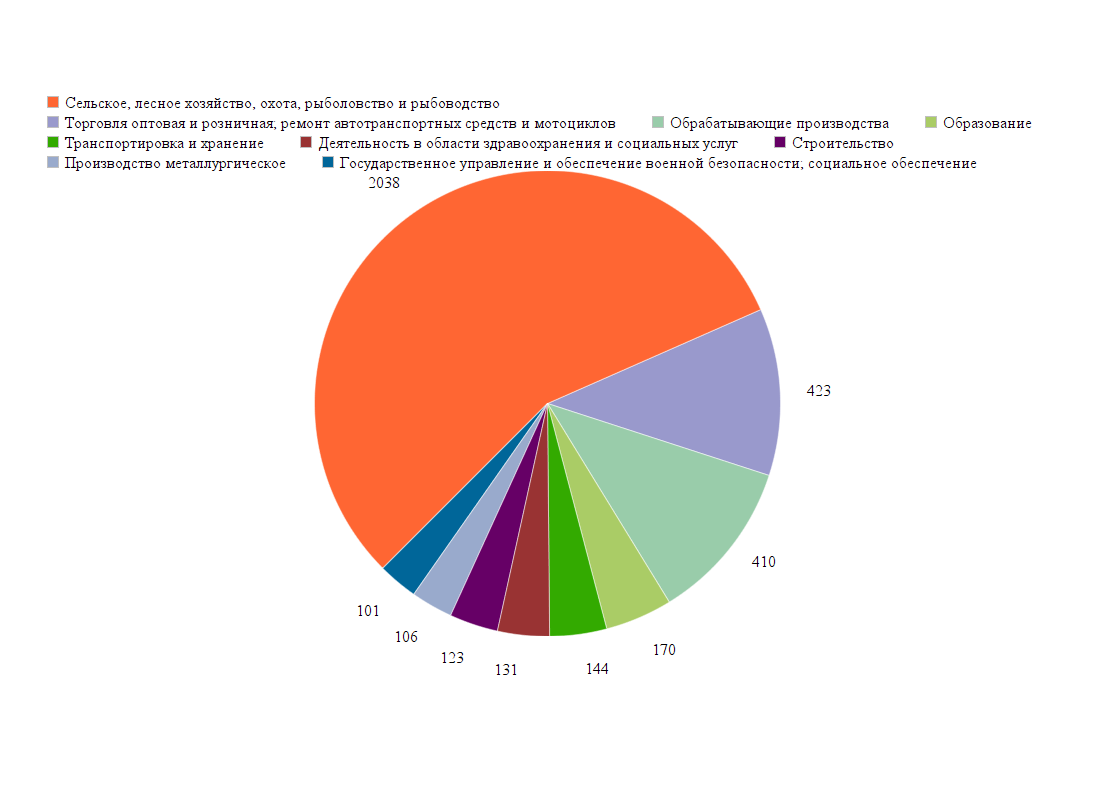 Сельское, лесное хозяйство, охота, рыболовство и рыбоводство
Торговля оптовая и розничная; ремонт автотранспортных средств и мотоциклов Обрабатывающие производства Образование
Транспортировка и хранение Деятельность в области здравоохранения и социальных услуг Строительство
Производство металлургическое Государственное управление и обеспечение военной безопасности; социальное обеспечение
2038
423
410
101
106
123
131
144
170